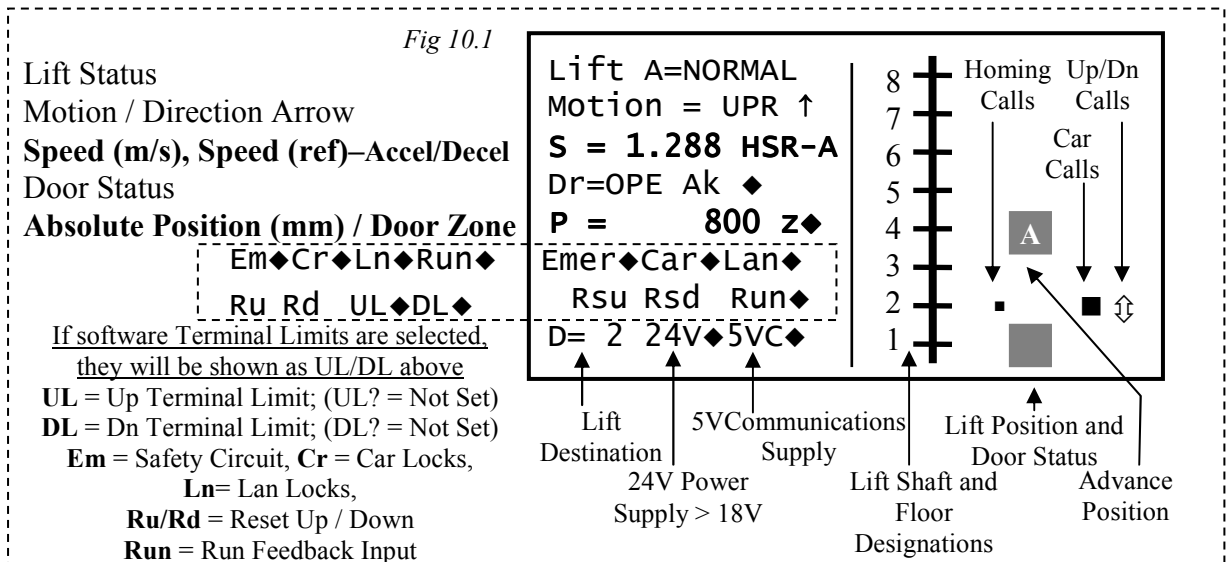 Fig 10.1
Lift Status
Motion / Direction Arrow
Speed (m/s), Speed (ref)–Accel/Decel
Door Status
Absolute Position (mm) / Door Zone
Em◆Cr◆Ln◆Run◆
Ru Rd UL◆DL◆
If software Terminal Limits are selected,
they will be shown as UL/DL above
UL = Up Terminal Limit; (UL? = Not Set)
DL = Dn Terminal Limit; (DL? = Not Set)
Em = Safety Circuit, Cr = Car Locks,
Ln= Lan Locks,
Ru/Rd = Reset Up / Down
Run = Run Feedback Input
Lift A=NORMAL
Motion = UPR ↑
S = 1.288 HSR-A
Dr=OPE Ak ◆
P = 800 z◆
Emer◆Car◆Lan◆
Rsu Rsd Run◆
D= 2 24V◆5VC◆
8
7
6
5
4
3
2
1
Homing
Calls
Up/Dn
Calls
Car
Calls
A
⇳
Lift
Destination
24V Power
Supply > 18V
5VCommunications
Supply
Lift Shaft and
Floor
Designations
Lift Position and
Door Status
Advance
Position